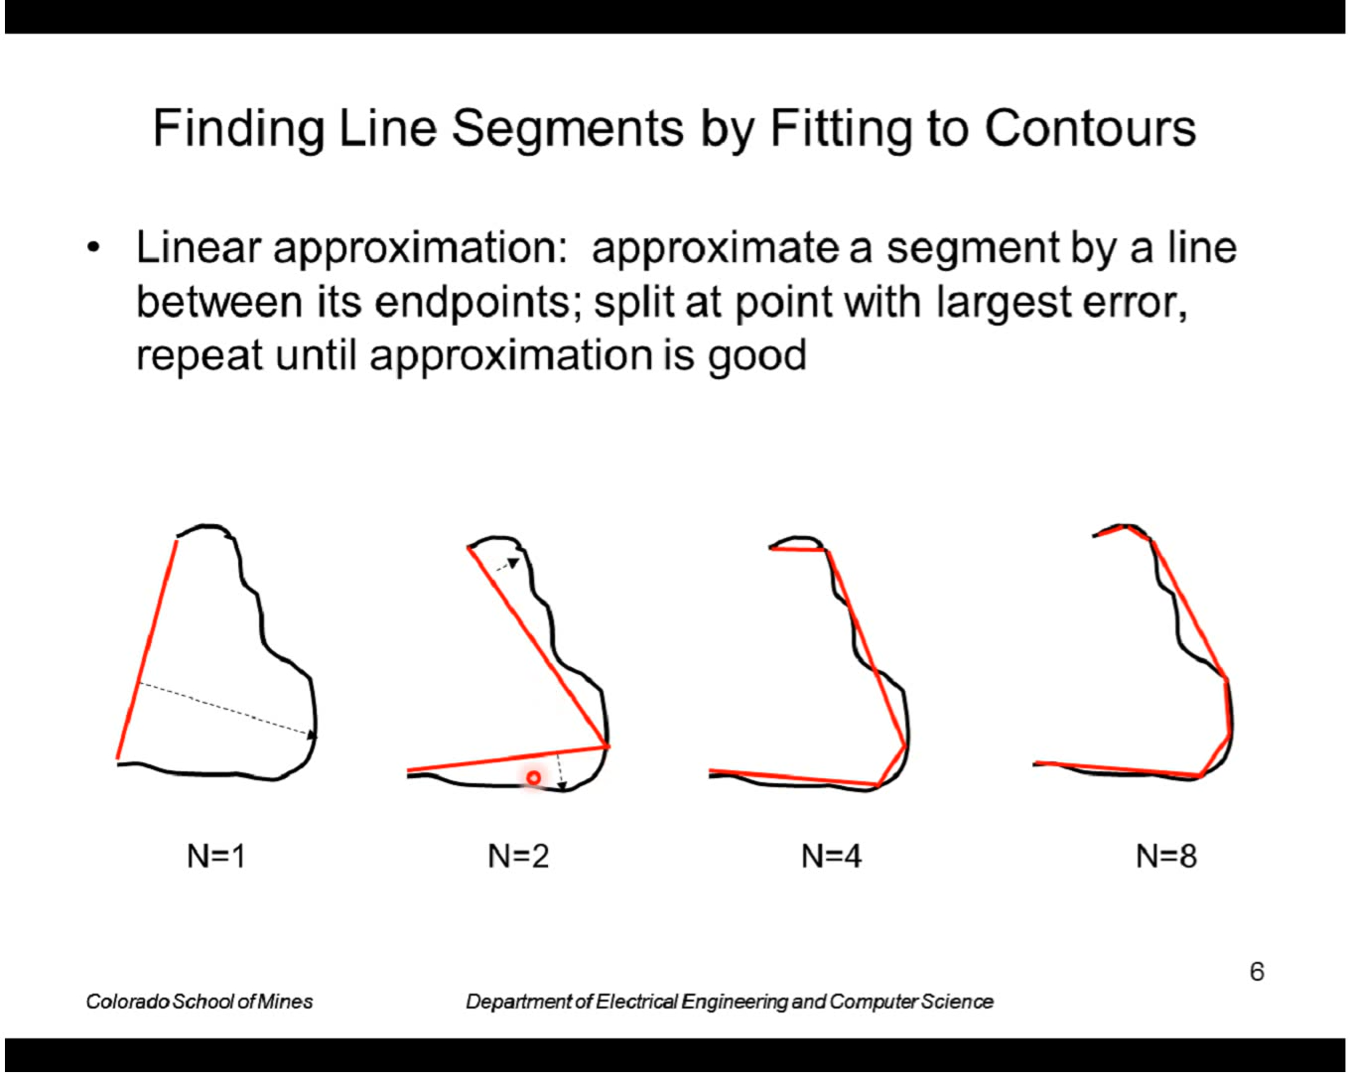 Finding Line Segments by Fitting to Contours
• Linear approximation: approximate a segment by a line
between its endpoints; split at point with largest error,
repeat until approximation is good
N=1
N=2
N=4
N=8
6
Colorado School of Mines
Department of Electrical Engineering and Computer Science